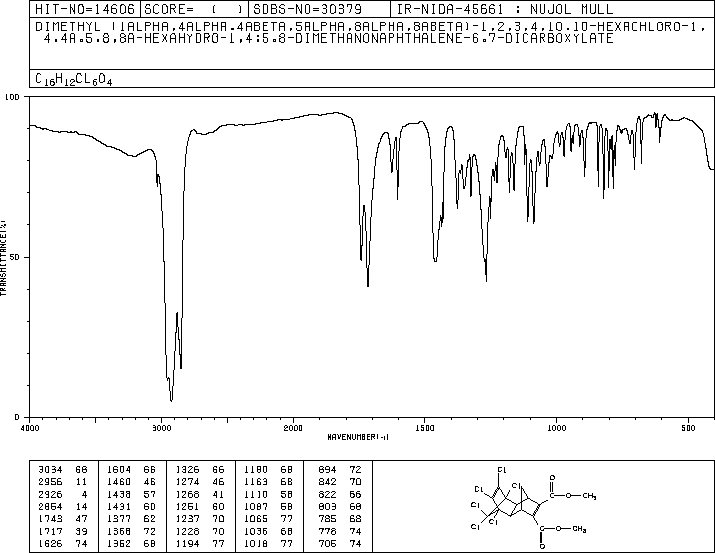 HIT-NO=14606 SCORE= ( ) SDBS-NO=30379 IR-NIDA-45661 : NUJOL MULL
DIMETHYL (1ALPHA,4ALPHA,4ABETA,5ALPHA,8ALPHA,8ABETA)-1,2,3,4,10,10-HEXACHLORO-1,
4,4A,5,8,8A-HEXAHYDRO-1,4:5,8-DIMETHANONAPHTHALENE-6,7-DICARBOXYLATE
C16H12CL6O4
100
50
0
TRANSMITTANCE(%)
4000 3000 2000 1500 1000 500
WAVENUMBER(-1)
3034 68 1604 66 1326 66 1180 68 894 72
2956 11 1460 46 1274 46 1163 68 842 70
2926 4 1438 57 1268 41 1110 58 822 66
2854 14 1431 60 1251 60 1087 58 803 68
1743 47 1377 62 1237 70 1065 77 785 68
1717 39 1368 72 1228 70 1036 68 778 74
1626 74 1352 68 1194 77 1018 77 706 74
Cl
Cl Cl O
Cl C O CH3
Cl Cl
C O CH3
O